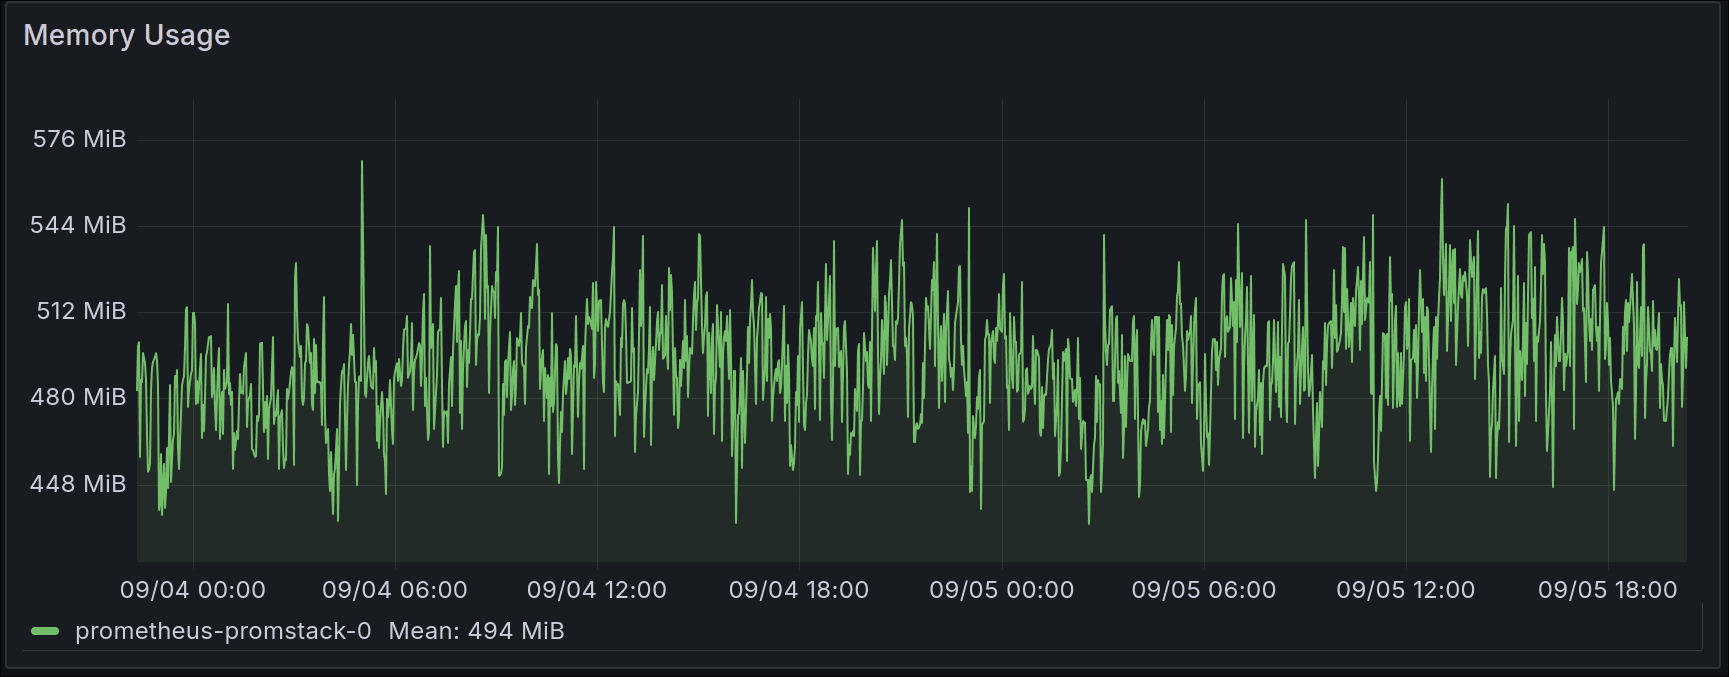 Memory Usage
576 MiB
544 MiB
512 MiB
480 MiB
448 MiB
09/04 00:00 09/04 06:00 09/04 12:00 09/04 18:00 09/05 00:00 09/05 06:00 09/05 12:00 09/05 18:00
prometheus-promstack-0 Mean: 494 MiB